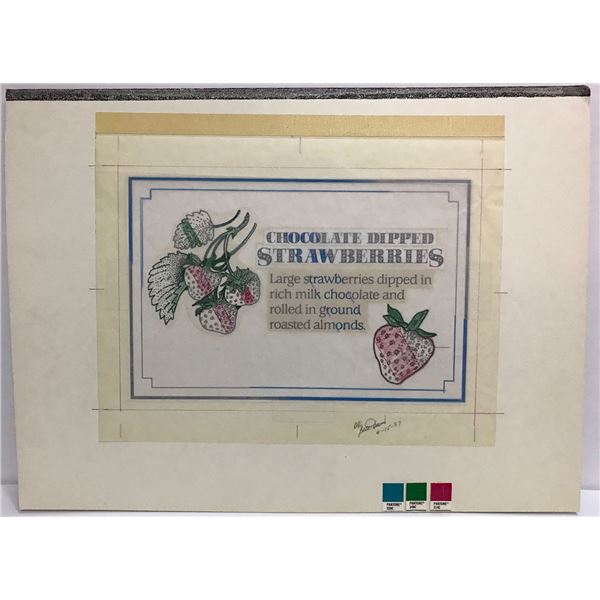 CHOCOLATE DIPPED
STRAWBERRIES
Large strawberries dipped in
rich milk chocolate and
rolled in ground
roasted almonds.
PANTONE® PANTONE® PANTONE®